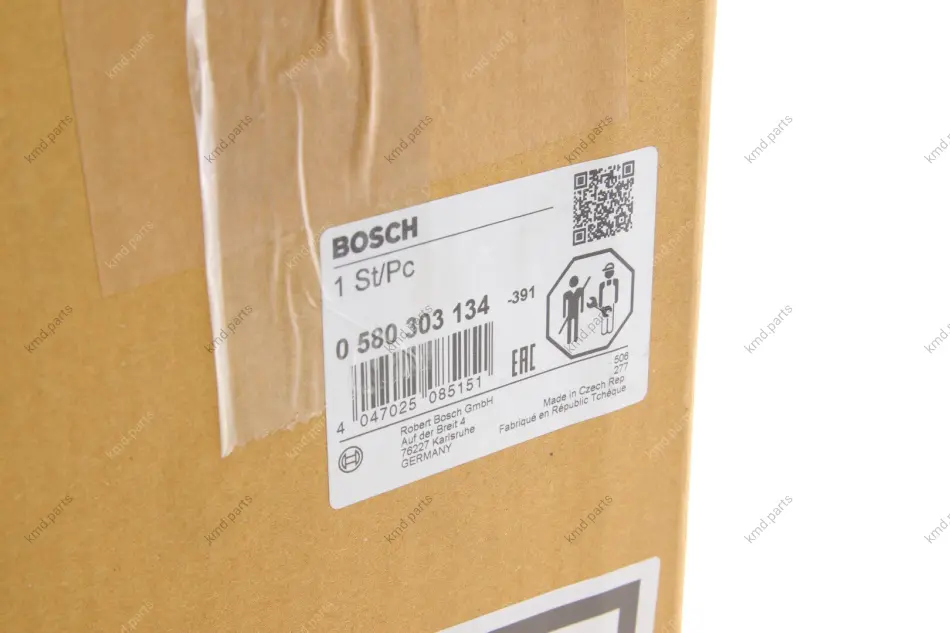 BOSCH
1 St/Pc
0 580 303 134 -391
4 047025 085151
EAC
Robert Bosch GmbH
Auf der Breit 4
76227 Karlsruhe
GERMANY
506
277
Made in Czech Rep
Fabriqué en Républic Tchèque
kmd.parts